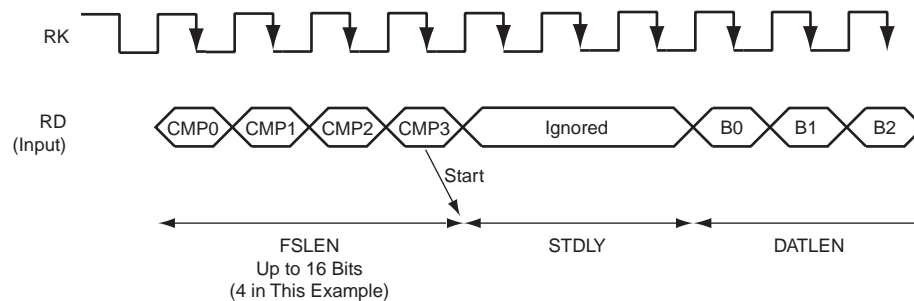 RK
RD
(Input)
CMP0 CMP1 CMP2 CMP3 Ignored B0 B1 B2
Start
FSLEN
Up to 16 Bits
(4 in This Example)
STDLY
DATLEN